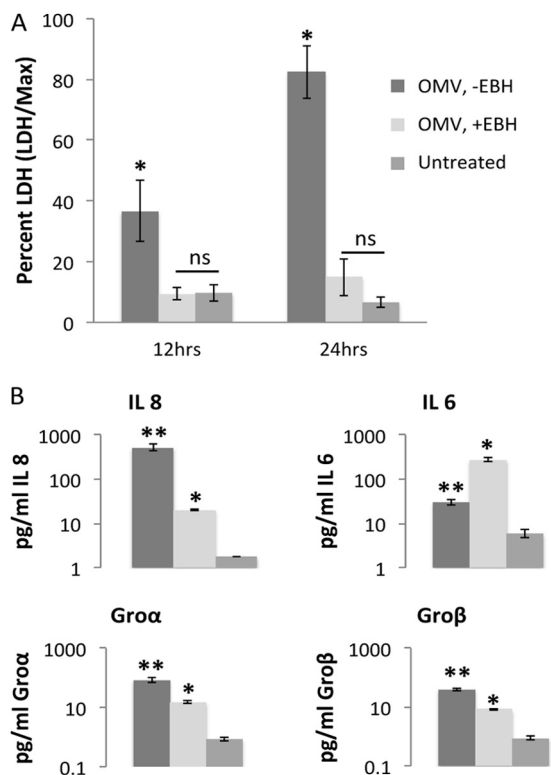 A
Percent LDH (LDH/Max)
100
80
60
40
20
0
*
ns
*
ns
12hrs
24hrs
OMV, -EBH
OMV, +EBH
Untreated
B
IL 8
pg/ml IL 8
1000
100
10
1
**
*
IL 6
pg/ml IL 6
1000
100
10
1
**
*
Groα
pg/ml Groα
1000
10
0.1
**
*
Groβ
pg/ml Groβ
1000
10
0.1
**
*